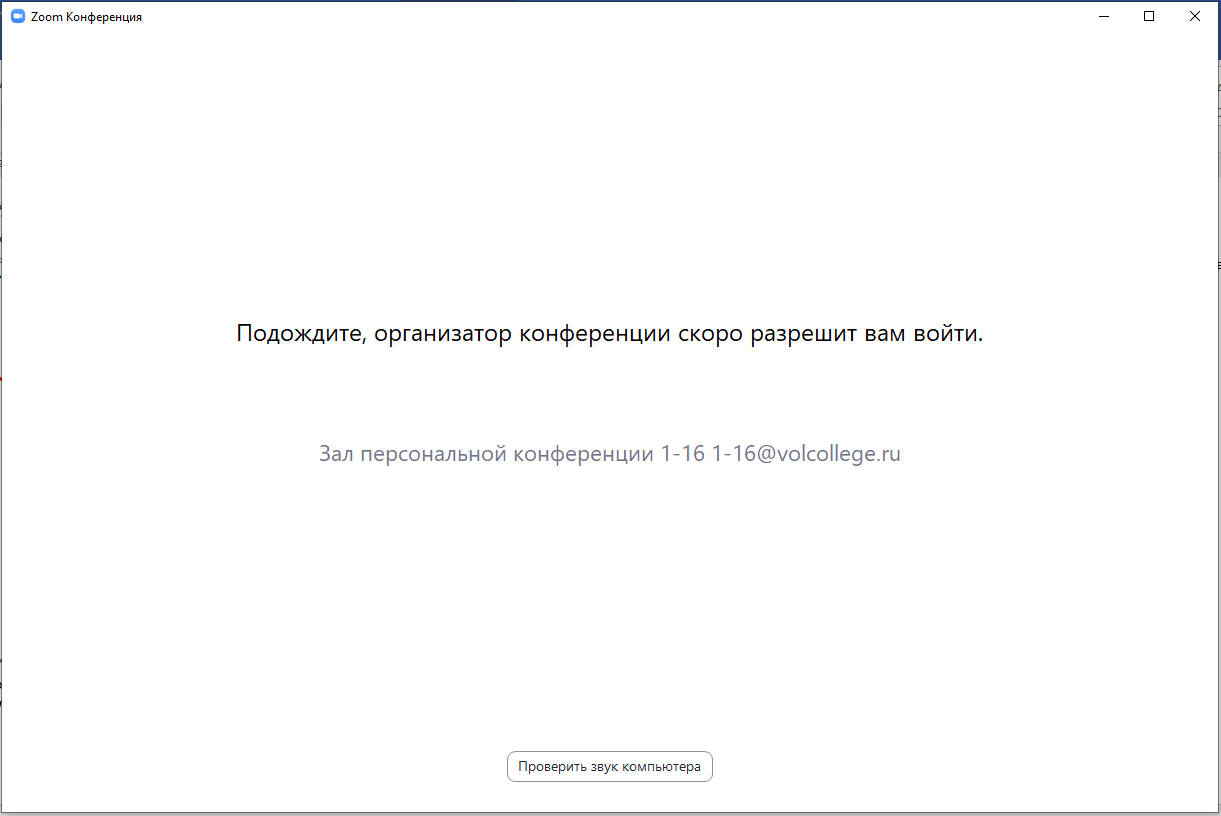 Zoom Конференция
Подождите, организатор конференции скоро разрешит вам войти.
Зал персональной конференции 1-16 1-16@volcollege.ru
Проверить звук компьютера